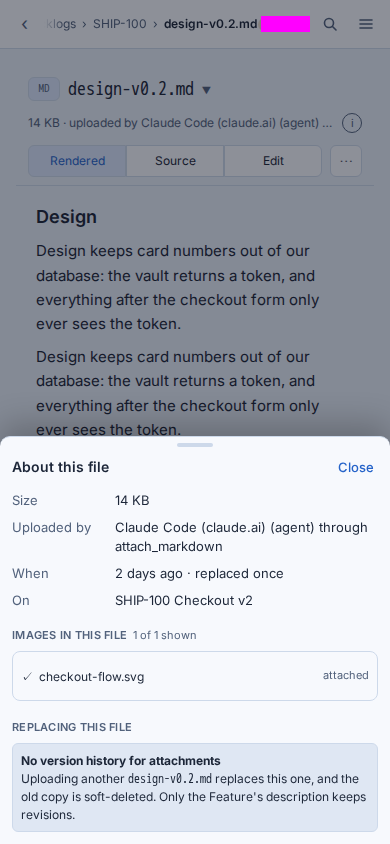 klogs › SHIP-100 › design-v0.2.md
MD design-v0.2.md ▼
14 KB · uploaded by Claude Code (claude.ai) (agent) ... i
Rendered Source Edit ...
Design
Design keeps card numbers out of our
database: the vault returns a token, and
everything after the checkout form only
ever sees the token.
Design keeps card numbers out of our
database: the vault returns a token, and
everything after the checkout form only
ever sees the token.
About this file Close
Size 14 KB
Uploaded by Claude Code (claude.ai) (agent) through
attach_markdown
When 2 days ago · replaced once
On SHIP-100 Checkout v2
IMAGES IN THIS FILE 1 of 1 shown
✓ checkout-flow.svg attached
REPLACING THIS FILE
No version history for attachments
Uploading another design-v0.2.md replaces this one, and the
old copy is soft-deleted. Only the Feature's description keeps
revisions.